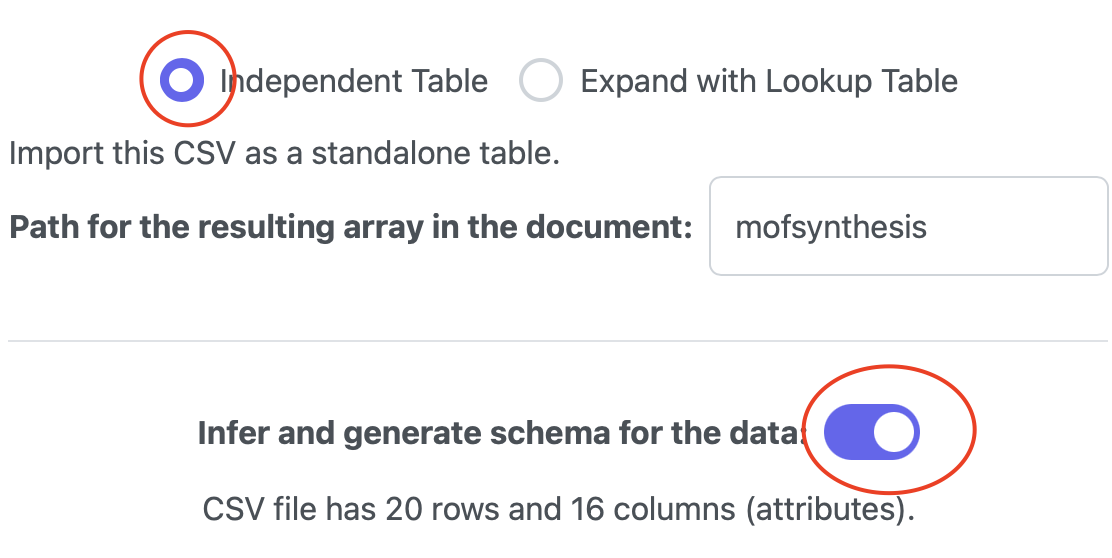 Independent Table Expand with Lookup Table
Import this CSV as a standalone table.
Path for the resulting array in the document: mofsynthesis
Infer and generate schema for the data:
CSV file has 20 rows and 16 columns (attributes).